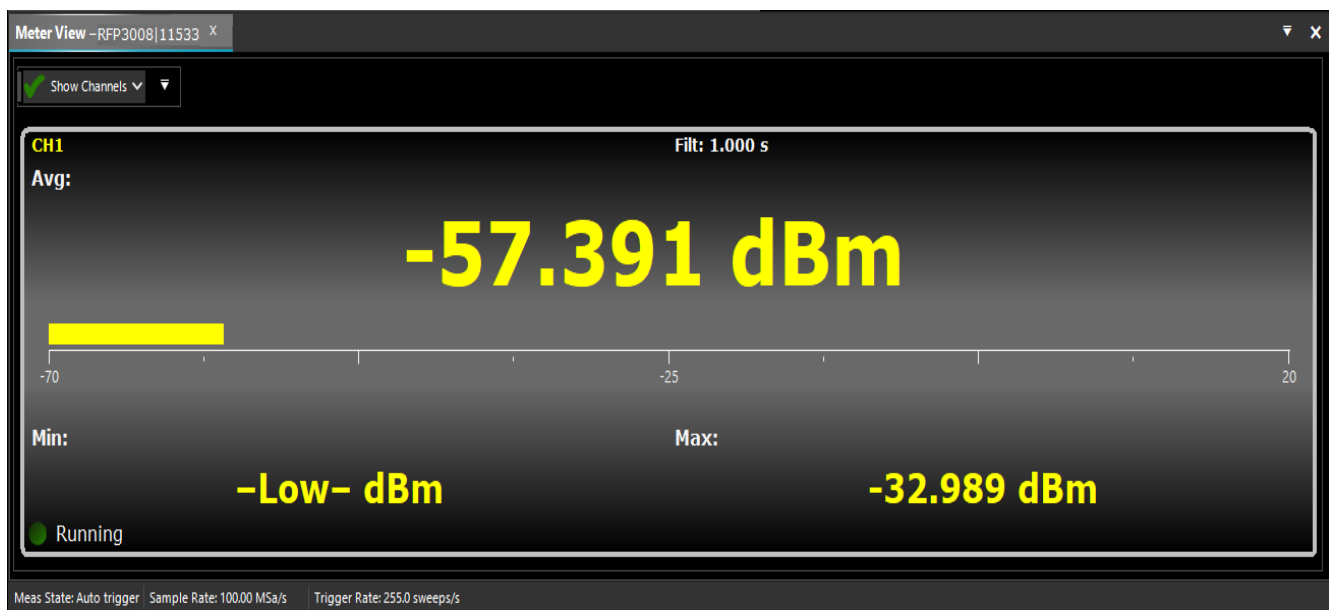 Meter View –RFP3008|11533 X
Show Channels
CH1 Filt: 1.000 s
Avg:
-57.391 dBm
-70 -25 20
Min: Max:
–Low– dBm -32.989 dBm
Running
Meas State: Auto trigger Sample Rate: 100.00 MSa/s Trigger Rate: 255.0 sweeps/s